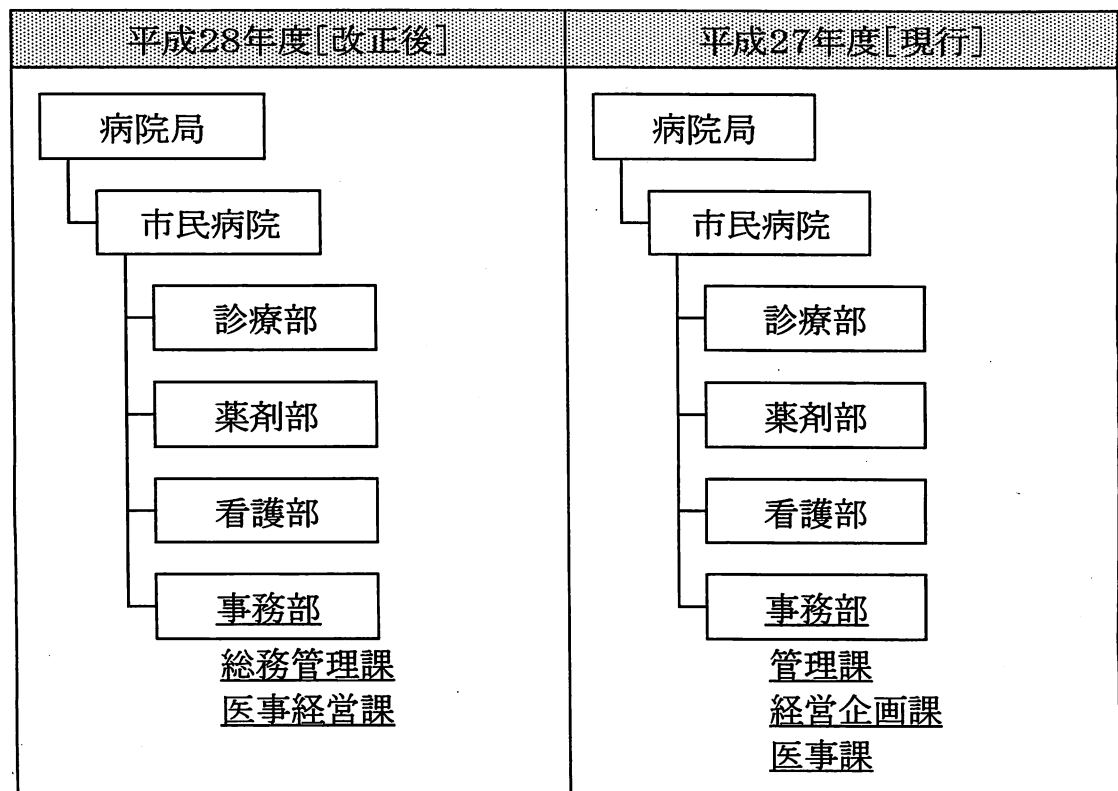 平成28年度[改正後]
病院局
市民病院
診療部
薬剤部
看護部
事務部
総務管理課
医事経営課
平成27年度[現行]
病院局
市民病院
診療部
薬剤部
看護部
事務部
管理課
経営企画課
医事課